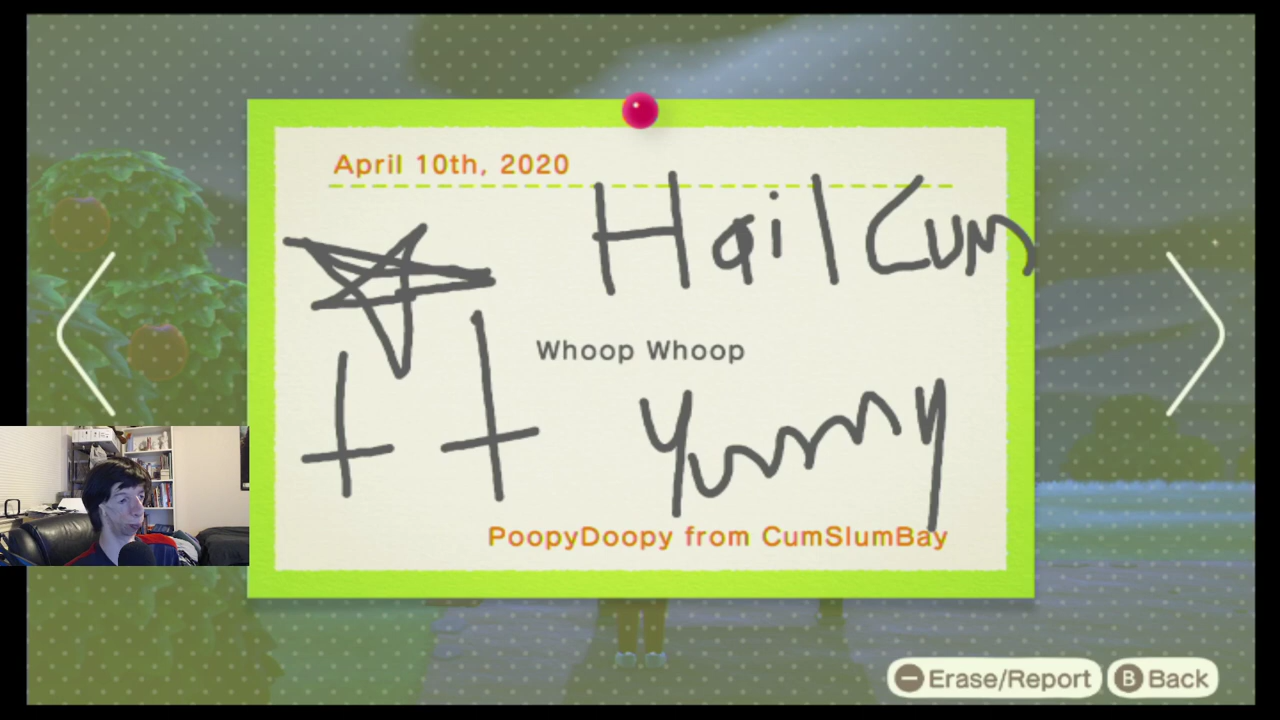 April 10th, 2020
Hail Cum
Whoop Whoop
Yummy
PoopyDoopy from CumSlumBay
Erase/Report
B Back